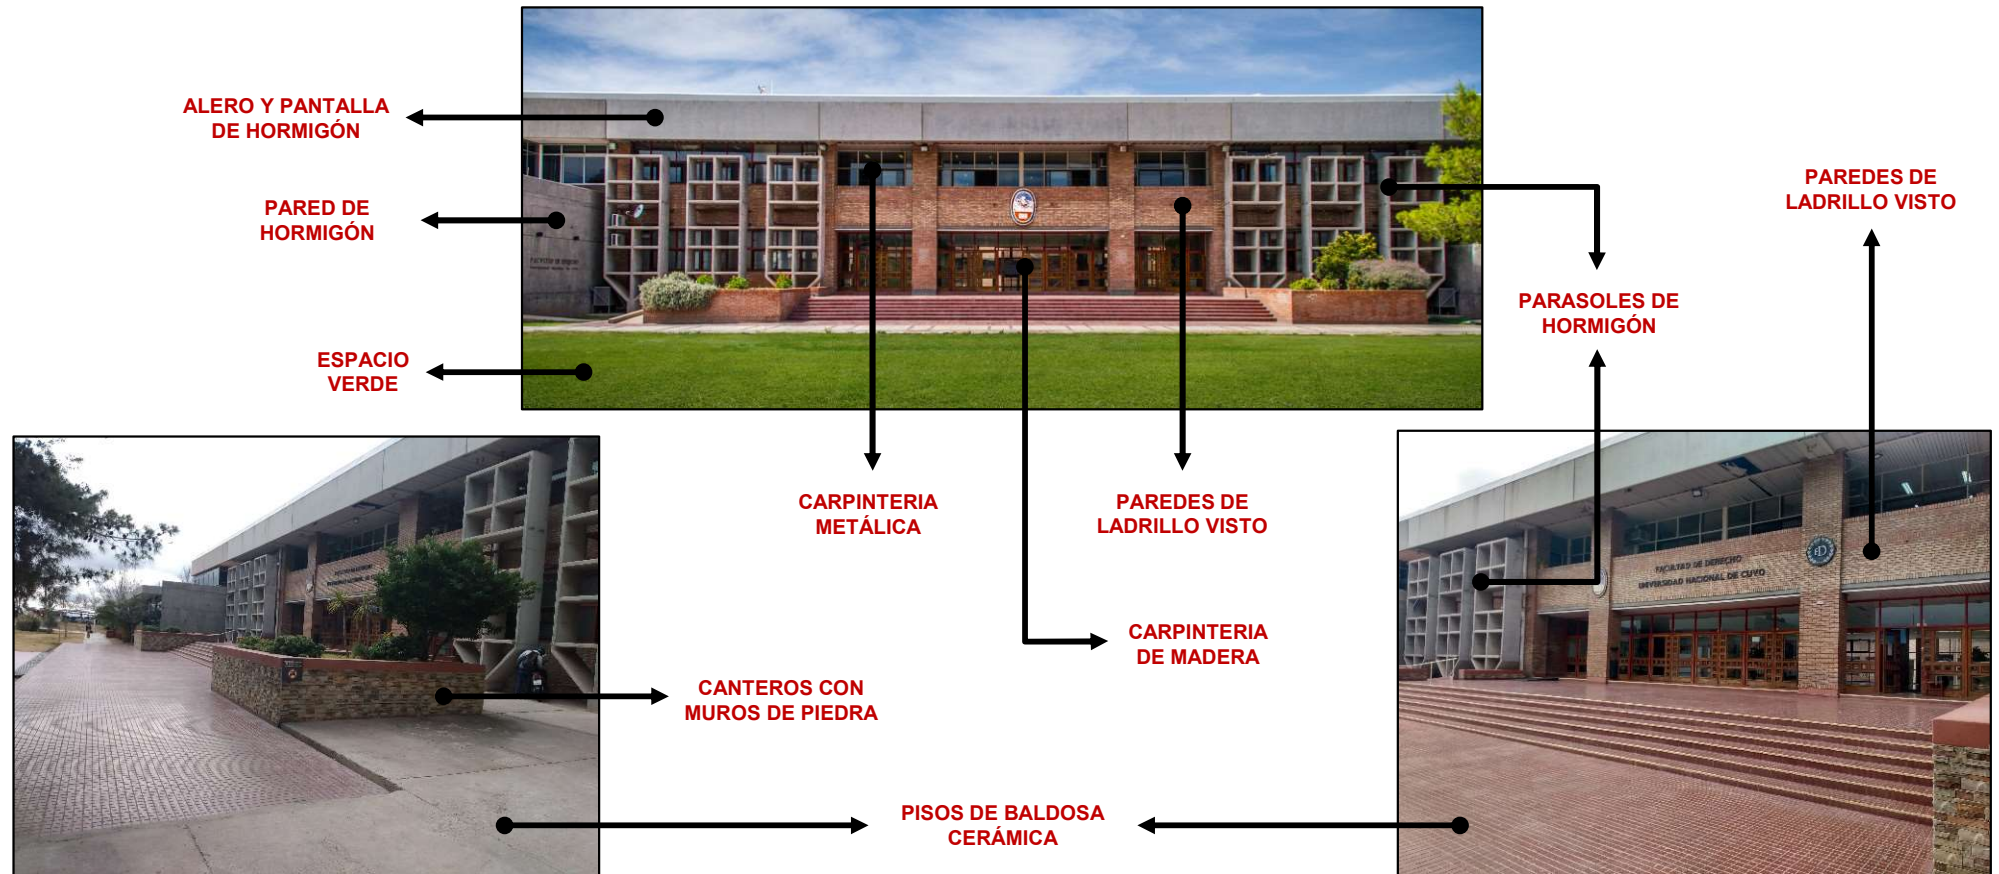 ALERO Y PANTALLA
DE HORMIGÓN
PARED DE
HORMIGÓN
ESPACIO
VERDE
PAREDES DE
LADRILLO VISTO
PARASOLES DE
HORMIGÓN
CARPINTERIA
METÁLICA
PAREDES DE
LADRILLO VISTO
CARPINTERIA
DE MADERA
CANTEROS CON
MUROS DE PIEDRA
PISOS DE BALDOSA
CERÁMICA
FACULTAD DE DERECHO
UNIVERSIDAD NACIONAL DE CUYO
FD